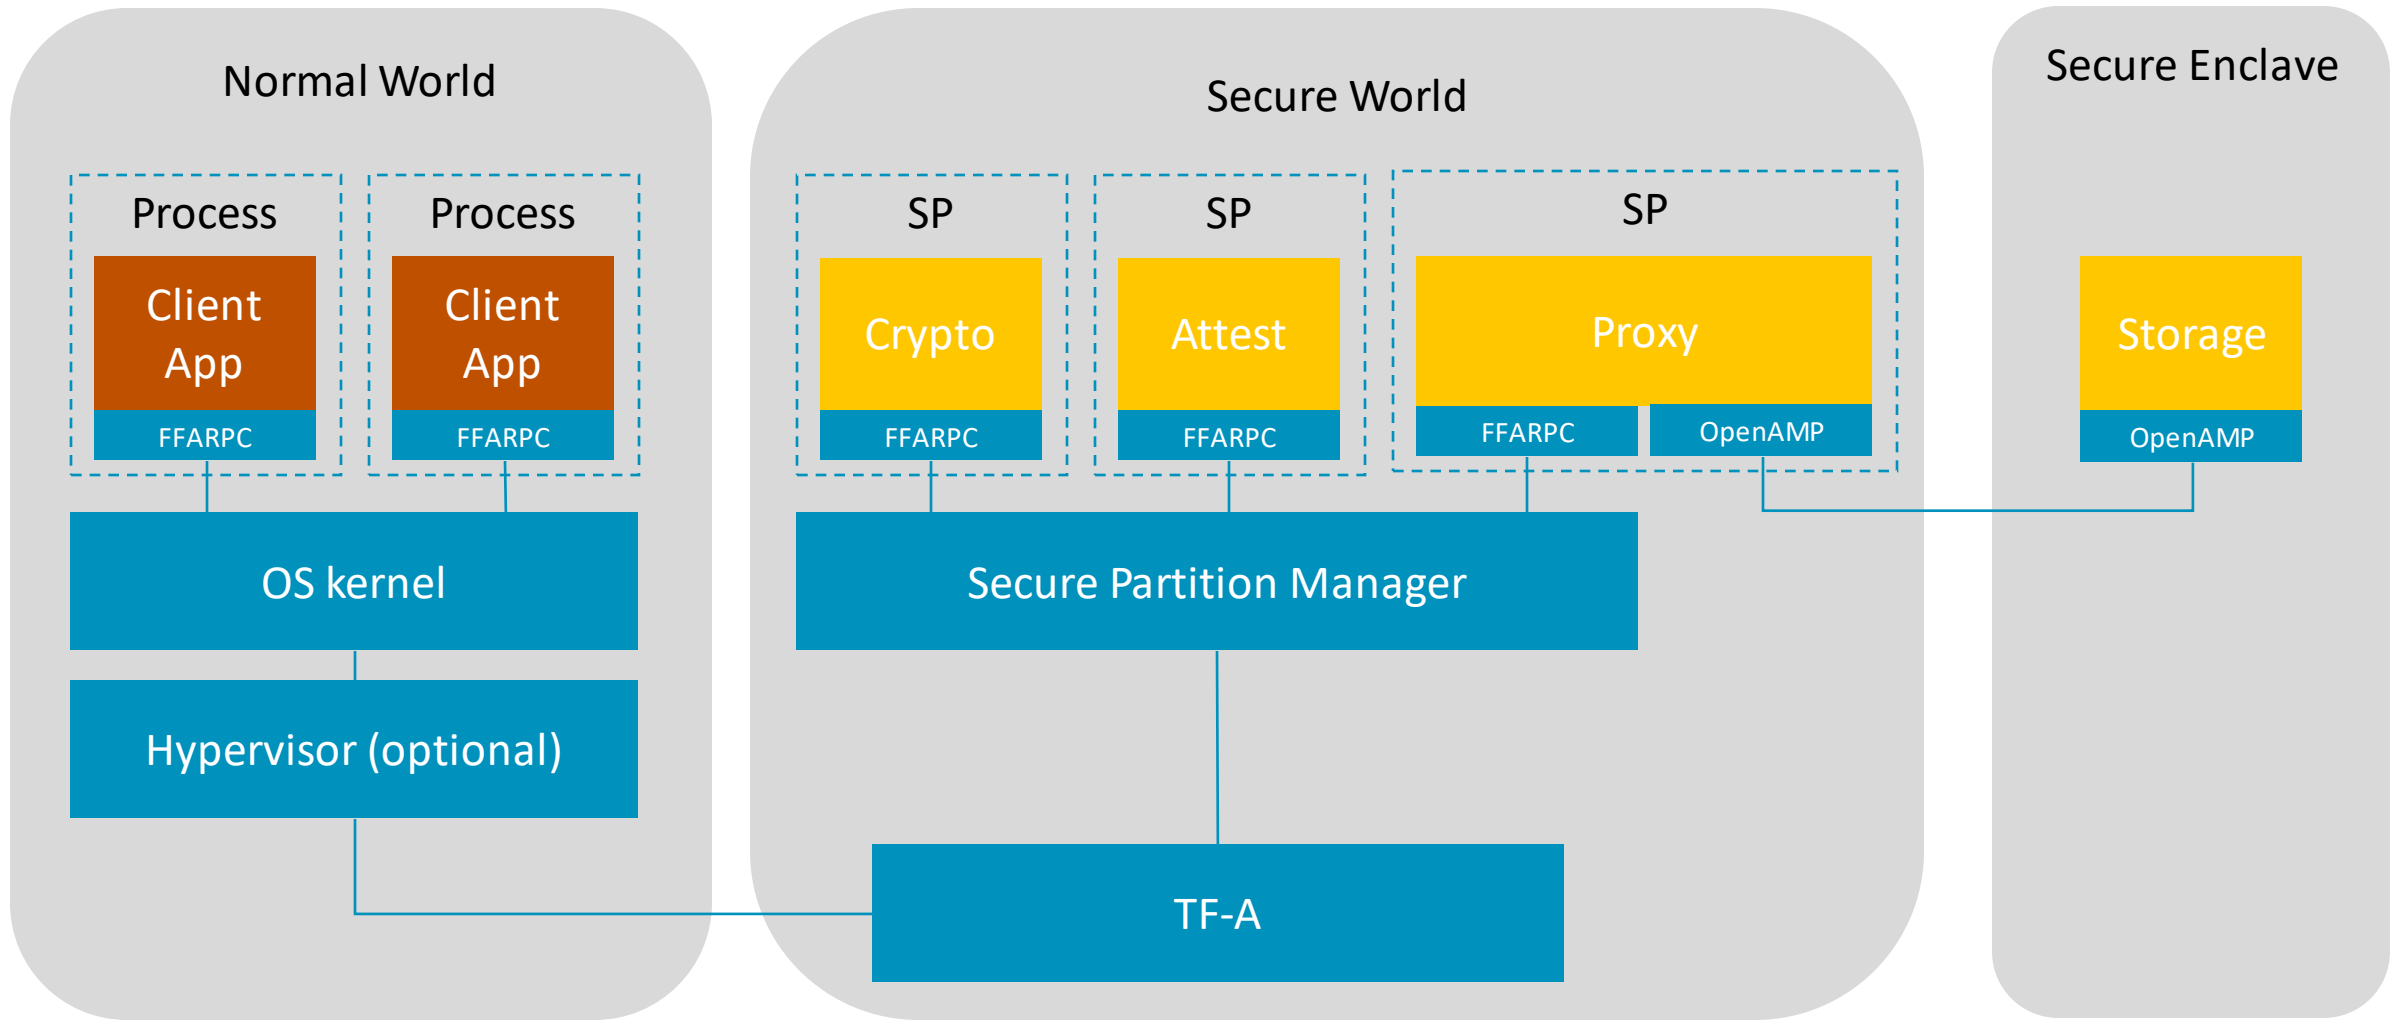 Normal World
Process
Client
App
FFARPC
Process
Client
App
FFARPC
OS kernel
Hypervisor (optional)
Secure World
SP
Crypto
FFARPC
SP
Attest
FFARPC
SP
Proxy
FFARPC
OpenAMP
Secure Partition Manager
TF-A
Secure Enclave
Storage
OpenAMP